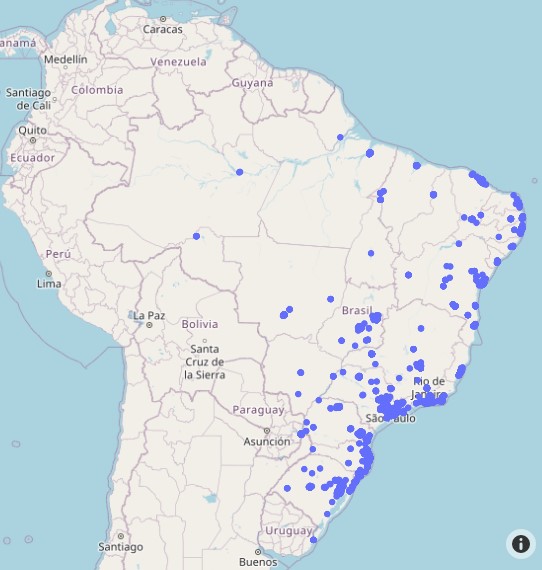 Caracas
anamá
Medellín
Venezuela
Guyana
Santiago
de Cali
Colombia
Quito
Ecuador
Perú
Lima
La Paz
Bolivia
Brasil
Santa
Cruz de
la Sierra
Rio de
Janeiro
São Paulo
Paraguay
Asunción
Uruguay
Santiago
Buenos
i